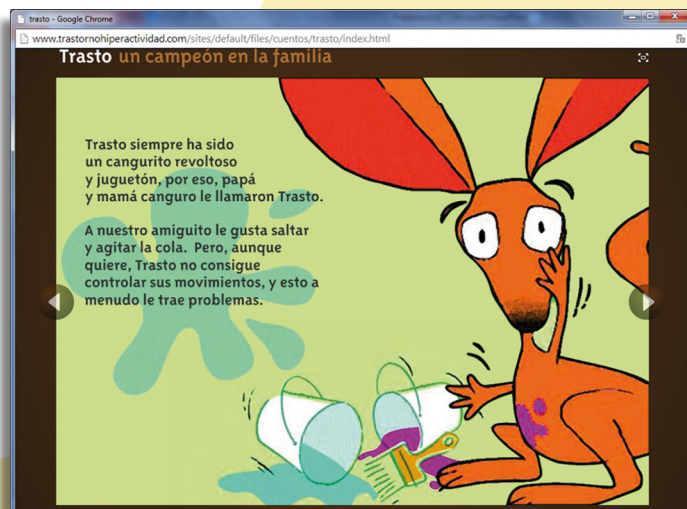 trasto - Google Chrome
www.trastornohiperactividad.com/sites/default/files/cuentos/trasto/index.html
Trasto un campeón en la familia
Trasto siempre ha sido
un cangurito revoltoso
y juguetón, por eso, papá
y mamá canguro le llamaron Trasto.
A nuestro amiguito le gusta saltar
y agitar la cola. Pero, aunque
quiere, Trasto no consigue
controlar sus movimientos, y esto a
menudo le trae problemas.